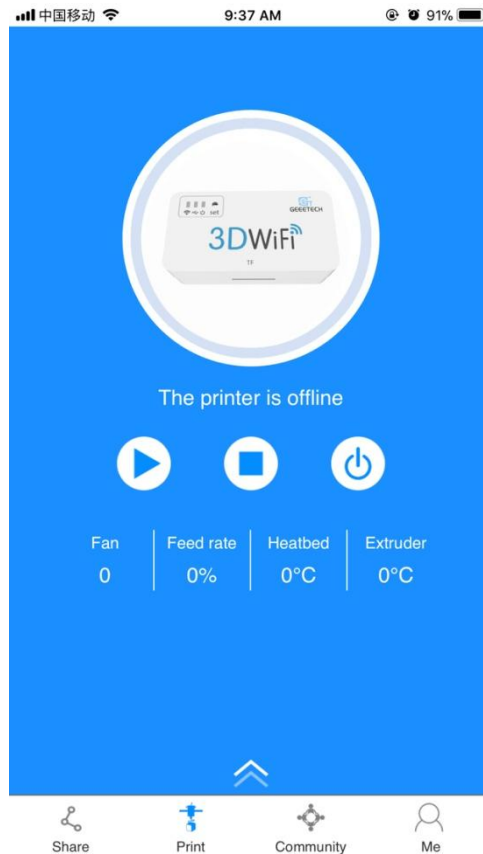 中国移动 9:37 AM 91%
GEEETECH
3DWiFi
TF
The printer is offline
Fan Feed rate Heatbed Extruder
0 0% 0°C 0°C
Share Print Community Me